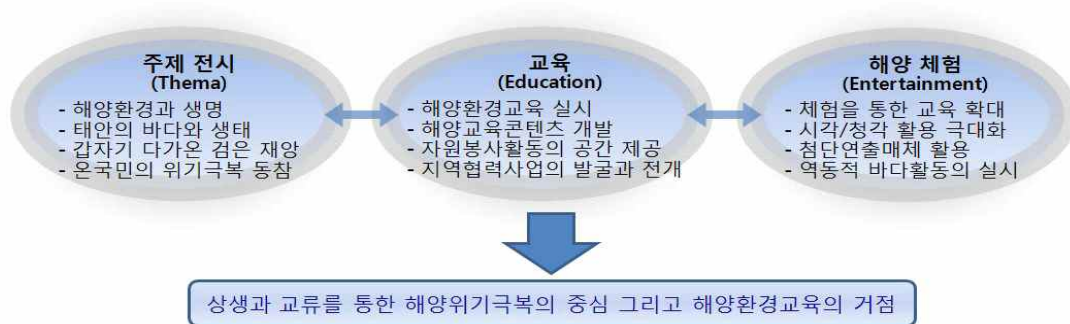 주제 전시
(Thema)
- 해양환경과 생명
- 태안의 바다와 생태
- 갑자기 다가온 검은 재앙
- 온국민의 위기극복 동참
교육
(Education)
- 해양환경교육 실시
- 해양교육콘텐츠 개발
- 자원봉사활동의 공간 제공
- 지역협력사업의 발굴과 전개
해양 체험
(Entertainment)
- 체험을 통한 교육 확대
- 시각/청각 활용 극대화
- 첨단연출매체 활용
- 역동적 바다활동의 실시
상생과 교류를 통한 해양위기극복의 중심 그리고 해양환경교육의 거점